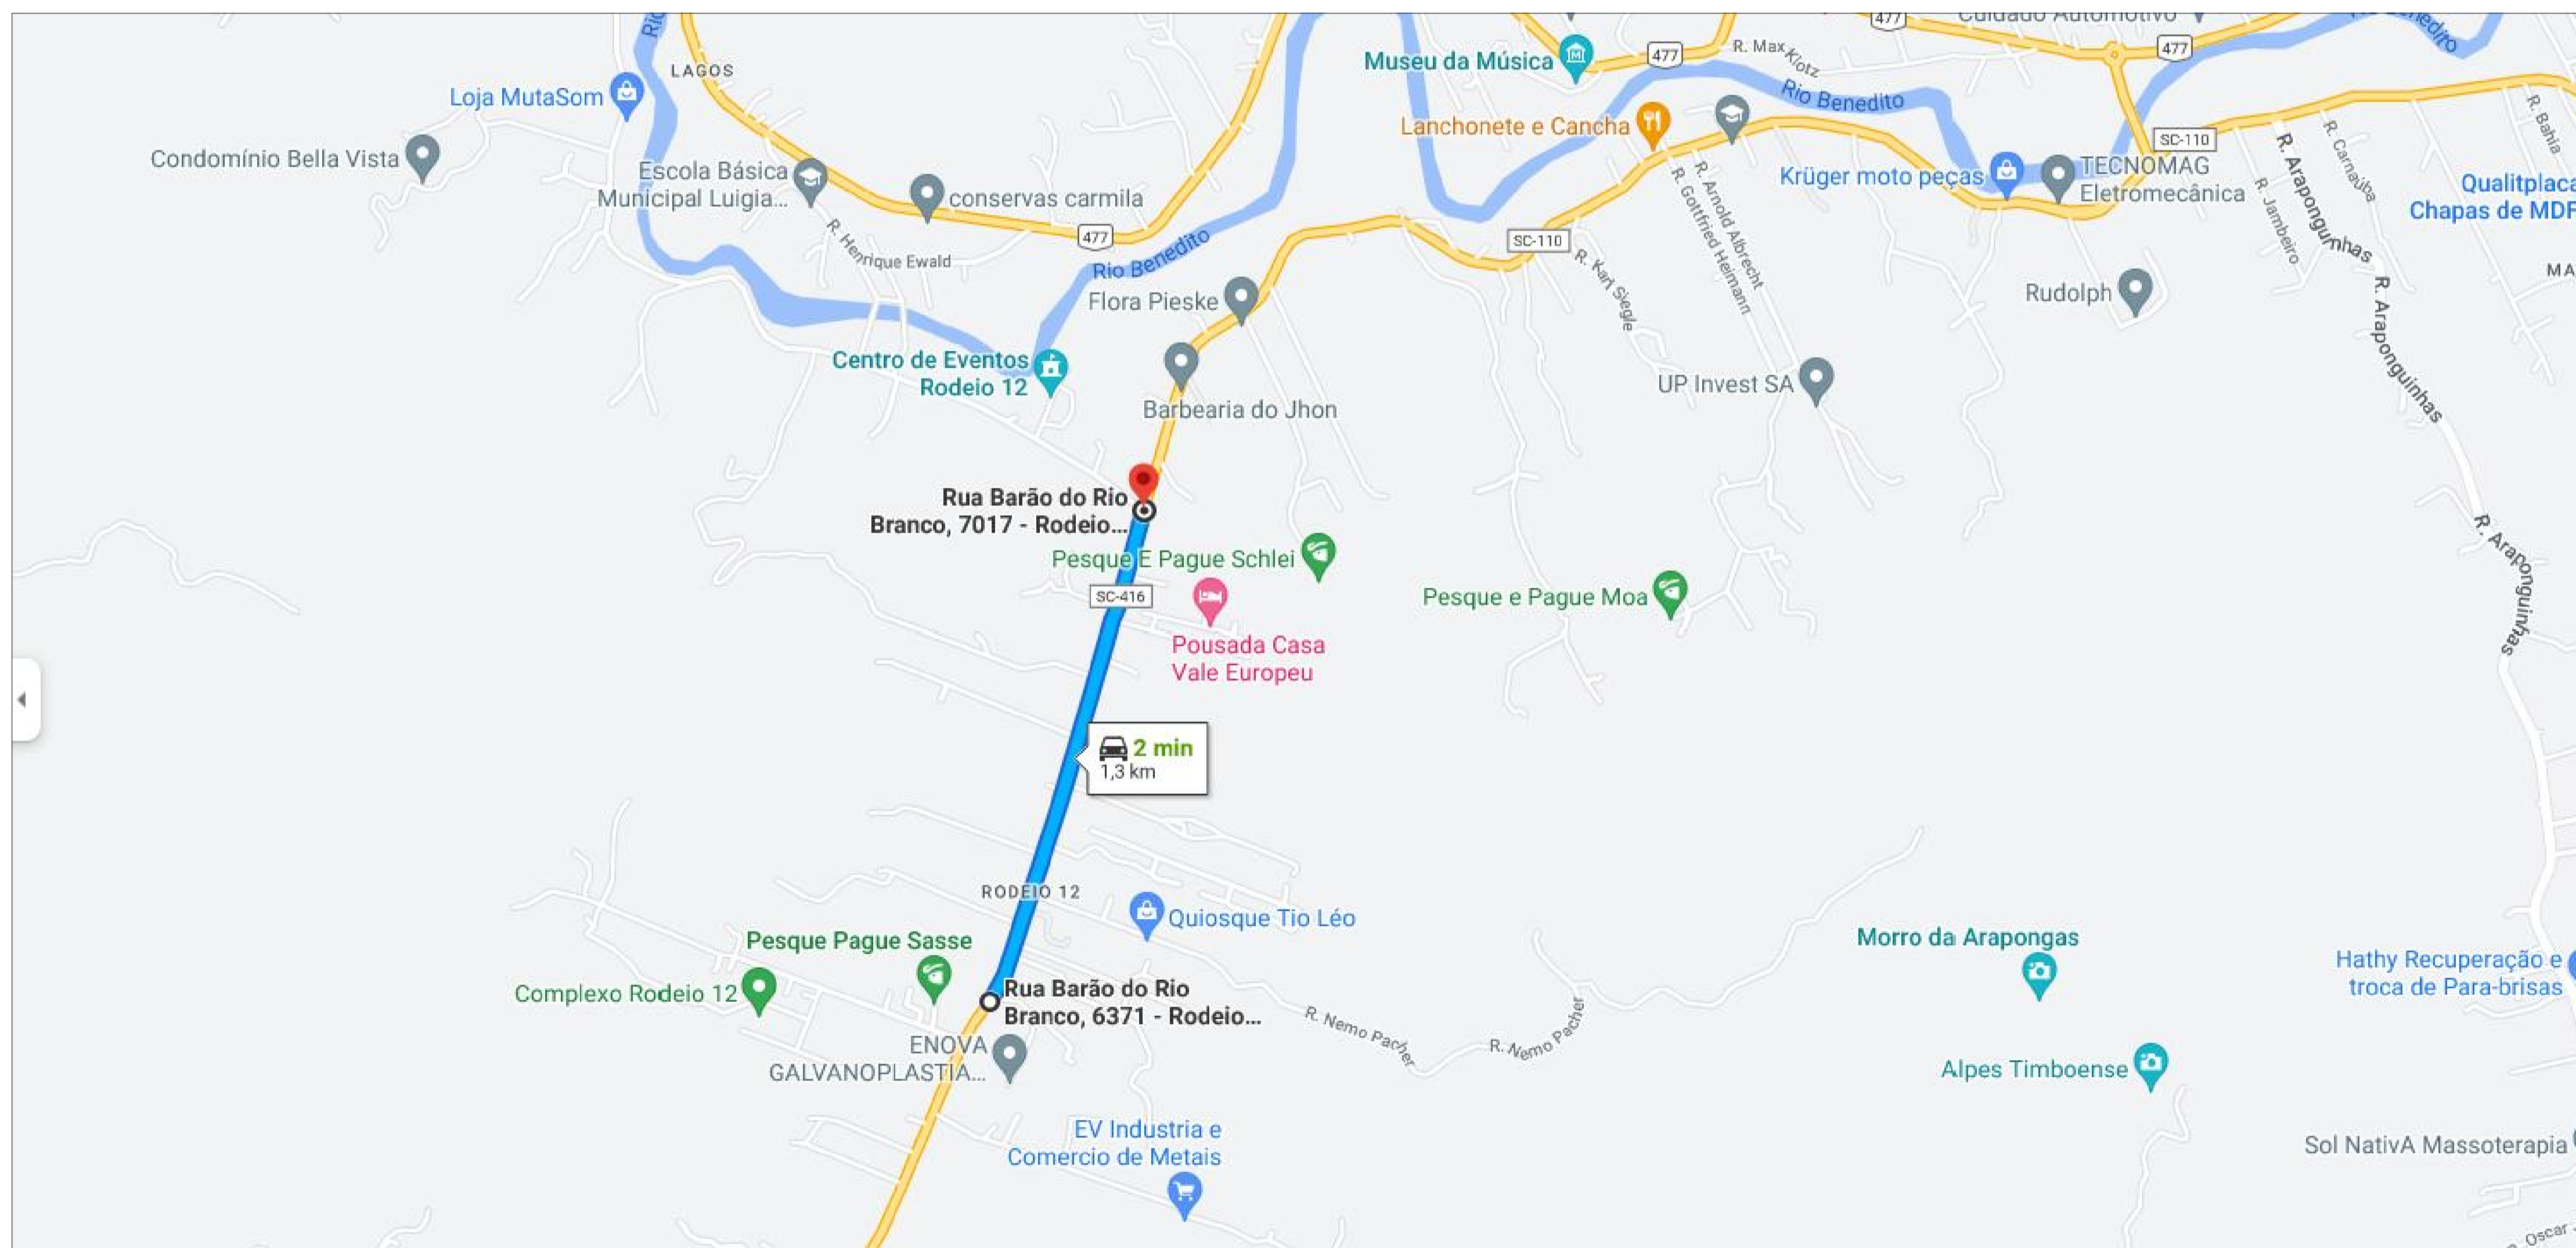 Rio
477
Cuidado Automotivo
Rio Benedito
LAGOS
Museu da Música
477
R. Max Klotz
477
Loja MutaSom
Rio Benedito
R. Bahia
Lanchonete e Cancha
Condomínio Bella Vista
SC-110
R. Carnaúba
Escola Básica
Municipal Luigia...
conservas carmila
Krüger moto peças
TECNOMAG
Eletromecânica
R. Jambeiro
R. Araponguinhas
Qualitplaca
Chapas de MDF
R. Henrique Ewald
477
Rio Benedito
SC-110
R. Karl Siegle
R. Gottfried Heimann
R. Arnold Albrecht
MA
Flora Pieske
Rudolph
R. Araponguinhas
Centro de Eventos
Rodeio 12
UP Invest SA
Barbearia do Jhon
Rua Barão do Rio
Branco, 7017 - Rodeio...
R. Araponguinhas
Pesque E Pague Schlei
SC-416
Pesque e Pague Moa
Pousada Casa
Vale Europeu
2 min
1,3 km
RODEIO 12
Quiosque Tio Léo
Pesque Pague Sasse
Morro da Arapongas
Complexo Rodeio 12
Rua Barão do Rio
Branco, 6371 - Rodeio...
Hathy Recuperação e
troca de Para-brisas
R. Nemo Pacher
R. Nemo Pacher
ENOVA
GALVANOPLASTIA...
Alpes Timboense
EV Industria e
Comercio de Metais
Sol NativA Massoterapia
R. Oscar